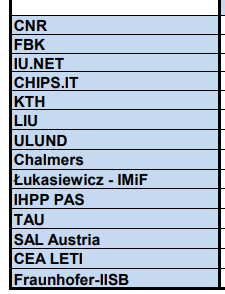 CNR
FBK
IU.NET
CHIPS.IT
KTH
LIU
ULUND
Chalmers
Łukasiewicz - IMiF
IHPP PAS
TAU
SAL Austria
CEA LETI
Fraunhofer-IISB